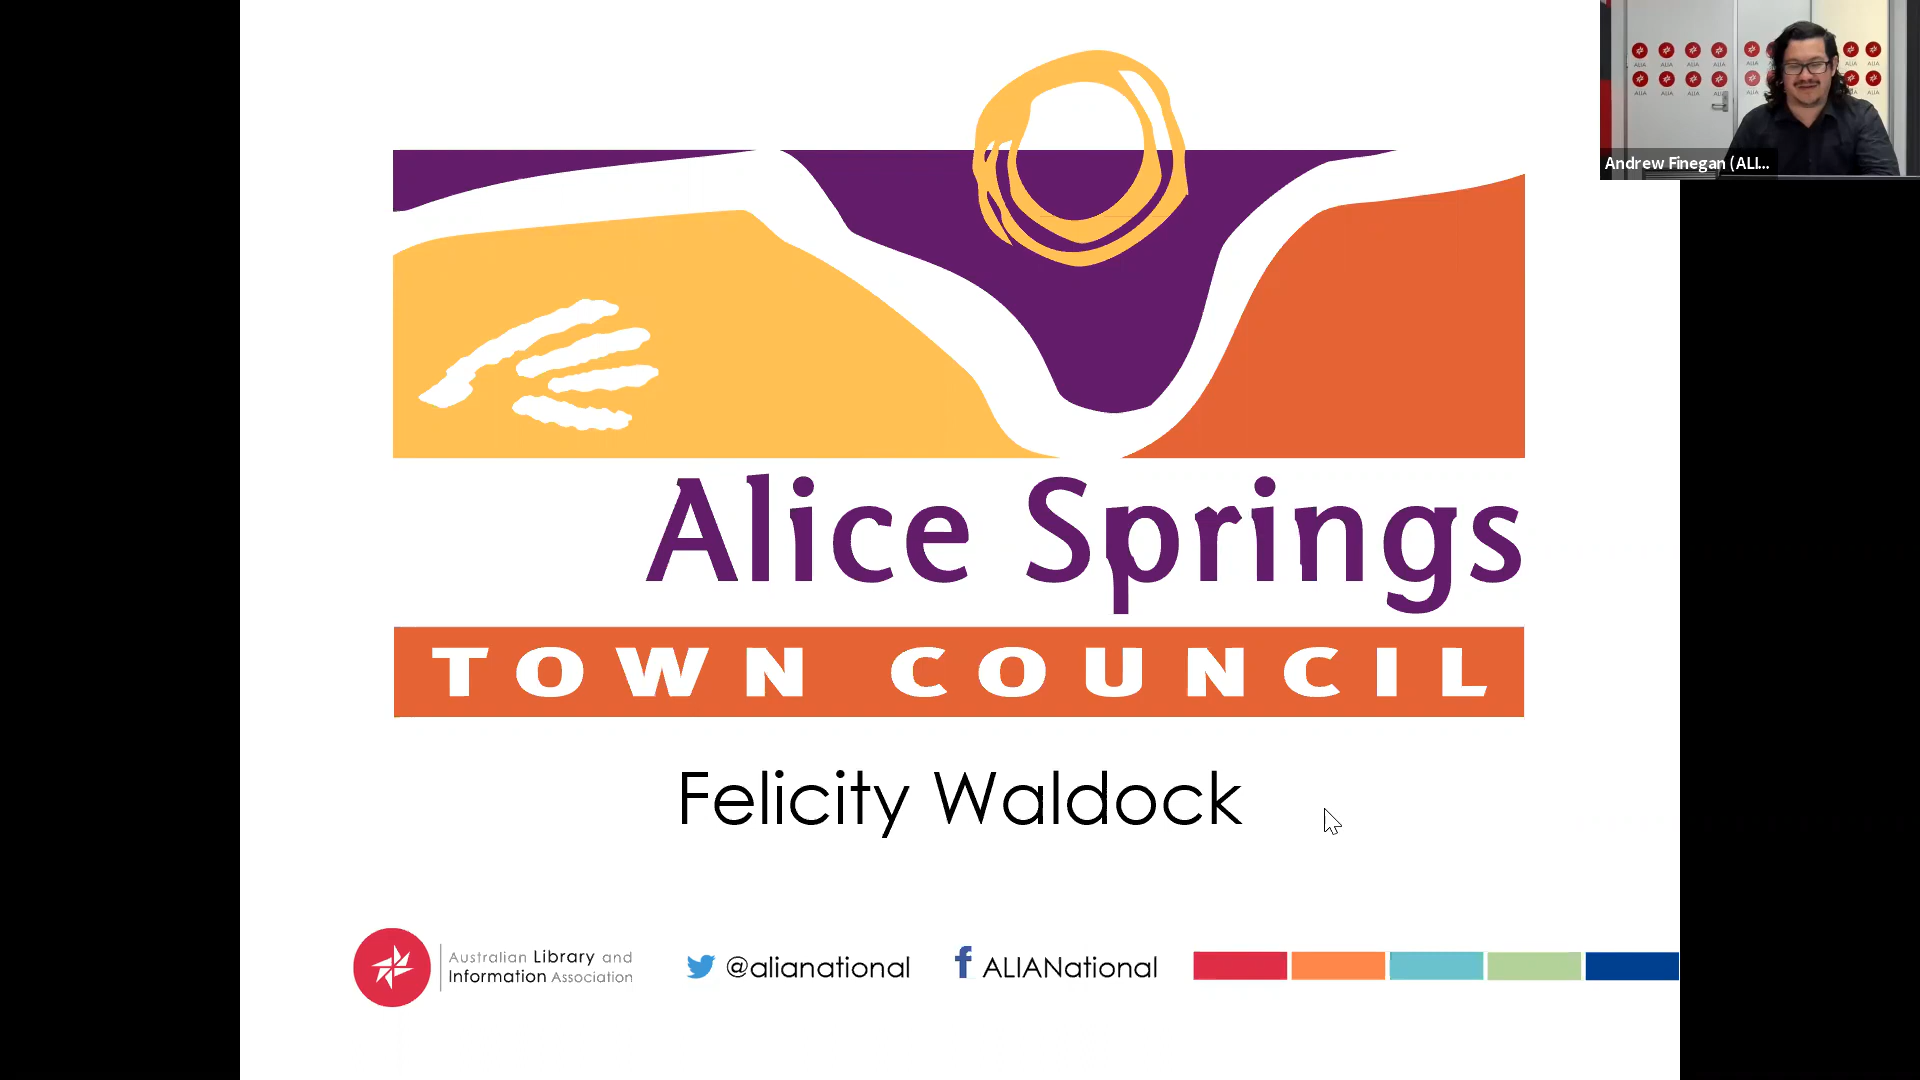 Andrew Finegan (ALI...
Alice Springs
TOWN COUNCIL
Felicity Waldock
Australian Library and
Information Association
@alianational
ALIANational